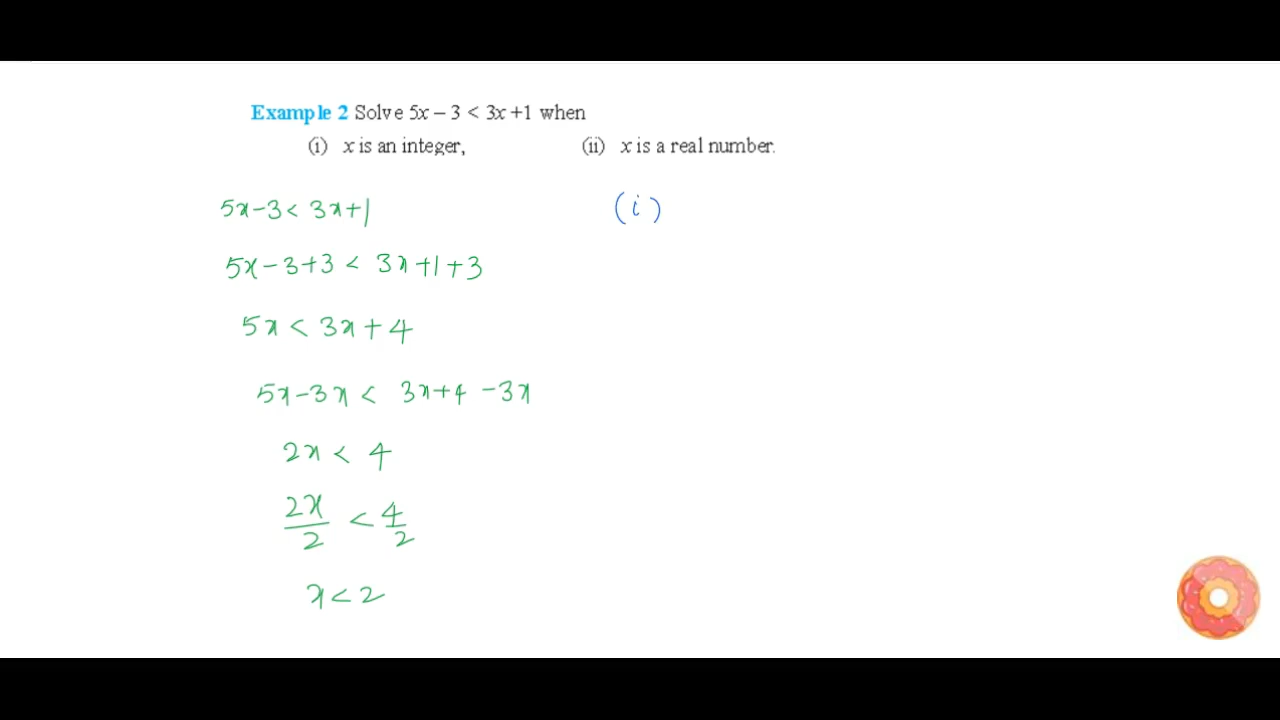 Example 2 Solve 5x – 3 < 3x +1 when
(i) x is an integer, (ii) x is a real number.
5x-3 < 3x+1
(i)
5x-3+3 < 3x+1+3
5x < 3x+4
5x-3x < 3x+4 -3x
2x < 4
2x/2 < 4/2
x < 2